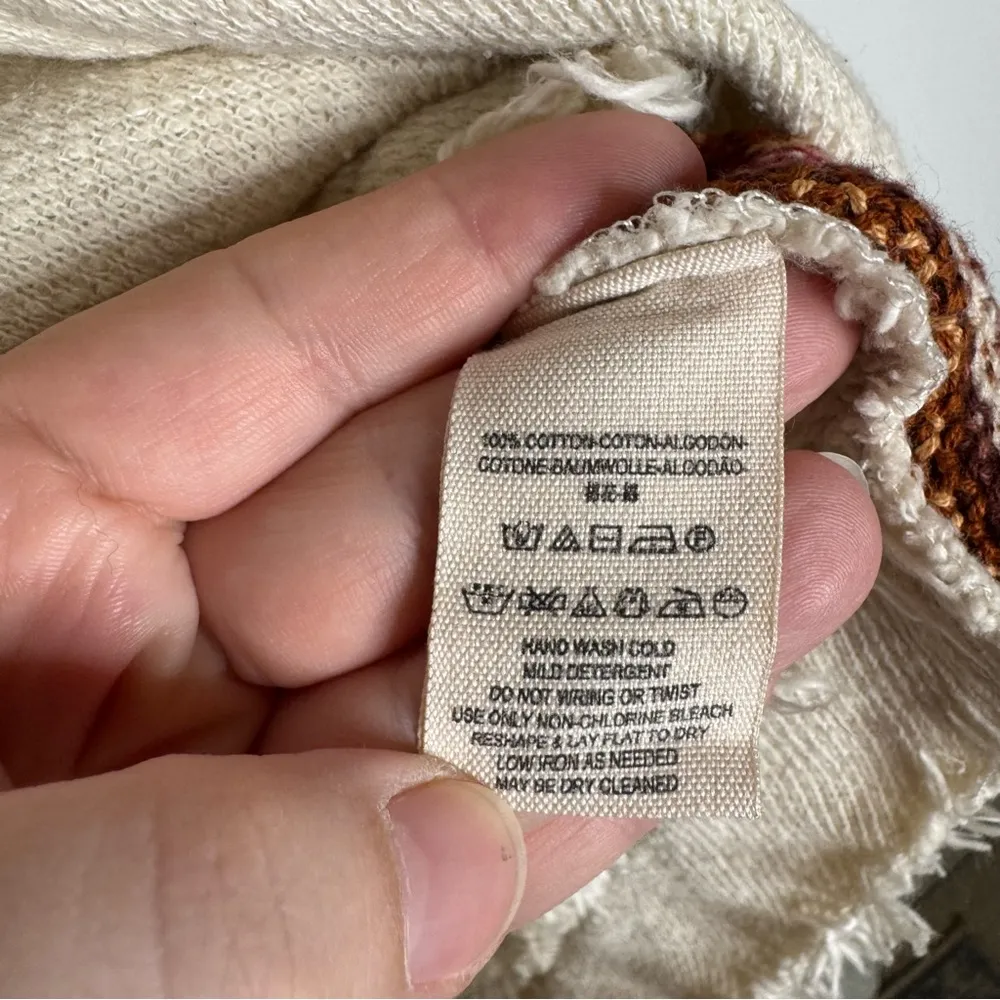 100% COTTON-COTON-ALGODÓN-
COTONE-BAUMWOLLE-ALGODÃO-
HAND WASH COLD
MILD DETERGENT
DO NOT WRING OR TWIST
USE ONLY NON-CHLORINE BLEACH
RESHAPE & LAY FLAT TO DRY
LOW IRON AS NEEDED
MAY BE DRY CLEANED